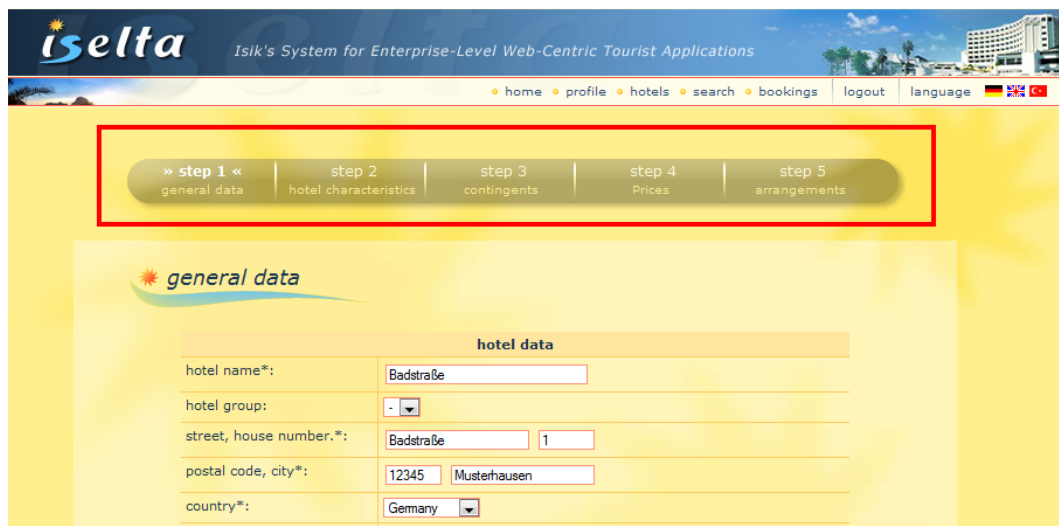 iselta Isik's System for Enterprise-Level Web-Centric Tourist Applications
home profile hotels search bookings logout language
» step 1 « step 2 step 3 step 4 step 5
general data hotel characteristics contingents Prices arrangements
general data
hotel data
hotel name*: Badstraße
hotel group: -
street, house number.*: Badstraße 1
postal code, city*: 12345 Musterhausen
country*: Germany